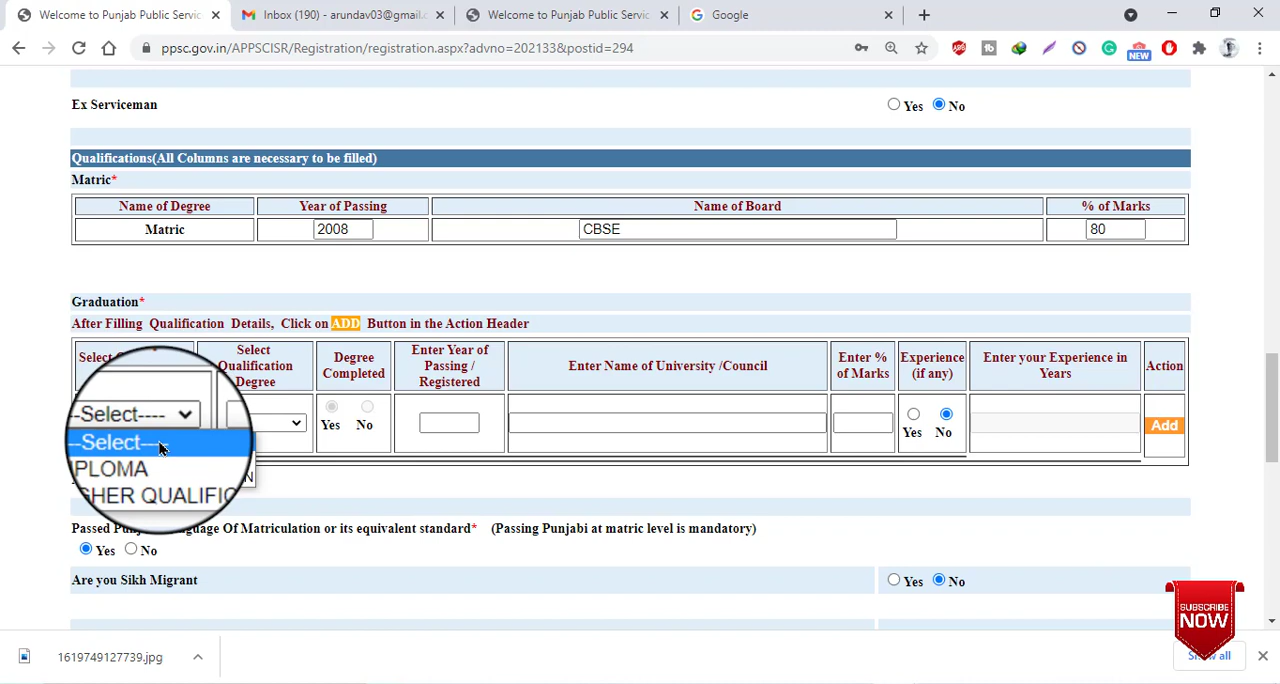 Welcome to Punjab Public Servic
Inbox (190) - arundav03@gmail.c
Welcome to Punjab Public Servic
Google
ppsc.gov.in/APPSCISR/Registration/registration.aspx?advno=202133&postid=294
NEW
Ex Serviceman
Yes No
Qualifications(All Columns are necessary to be filled)
Matric*
Name of Degree Year of Passing Name of Board % of Marks
Matric 2008 CBSE 80
Graduation*
After Filling Qualification Details, Click on ADD Button in the Action Header
Select Select Qualification Degree Degree Completed Enter Year of Passing / Registered Enter Name of University /Council Enter % of Marks Experience (if any) Enter your Experience in Years Action
--Select---- Yes No Yes No Add
--Select----
PLOMA
HER QUALIFIC
N
Passed Language Of Matriculation or its equivalent standard* (Passing Punjabi at matric level is mandatory)
Yes No
Are you Sikh Migrant Yes No
SUBSCRIBE
NOW
1619749127739.jpg
Show all